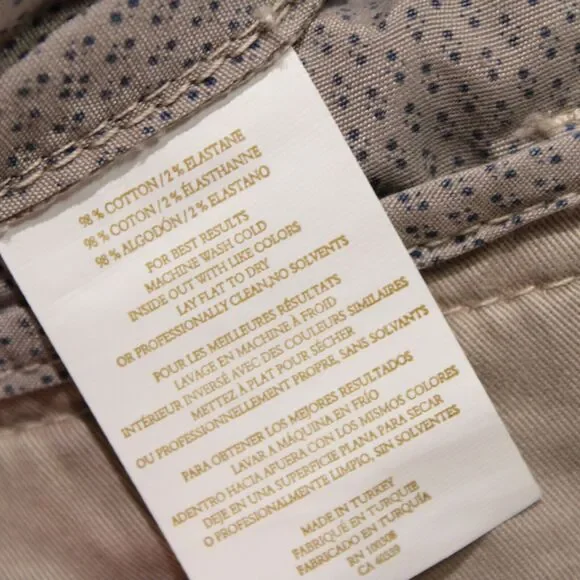 98 % COTTON / 2 % ELASTANE
98 % COTON / 2 % ÉLASTHANNE
98 % ALGODÓN / 2 % ELASTANO
FOR BEST RESULTS
MACHINE WASH COLD
INSIDE OUT WITH LIKE COLORS
LAY FLAT TO DRY
OR PROFESSIONALLY CLEAN,NO SOLVENTS
POUR LES MEILLEURES RÉSULTATS
LAVAGE EN MACHINE À FROID
INTÉRIEUR INVERSÉ AVEC DES COULEURS SIMILAIRES
METTEZ À PLAT POUR SÉCHER
OU PROFESSIONNELLEMENT PROPRE, SANS SOLVANTS
PARA OBTENER LOS MEJORES RESULTADOS
LAVAR A MÁQUINA EN FRÍO
ADENTRO HACIA AFUERA CON LOS MISMOS COLORES
DEJE EN UNA SUPERFICIE PLANA PARA SECAR
O PROFESIONALMENTE LIMPIO, SIN SOLVENTES
MADE IN TURKEY
FABRIQUÉ EN TURQUIE
FABRICADO EN TURQUÍA
RN 100308
CA 40339